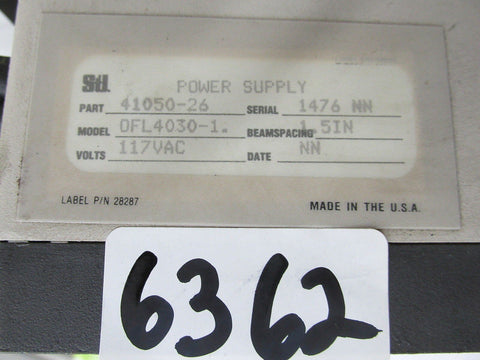 Sti.
POWER SUPPLY
PART 41050-26 SERIAL 1476 NN
MODEL OFL4030-1. BEAMSPACING 1.5IN
VOLTS 117VAC DATE NN
LABEL P/N 28287 MADE IN THE U.S.A.
6362